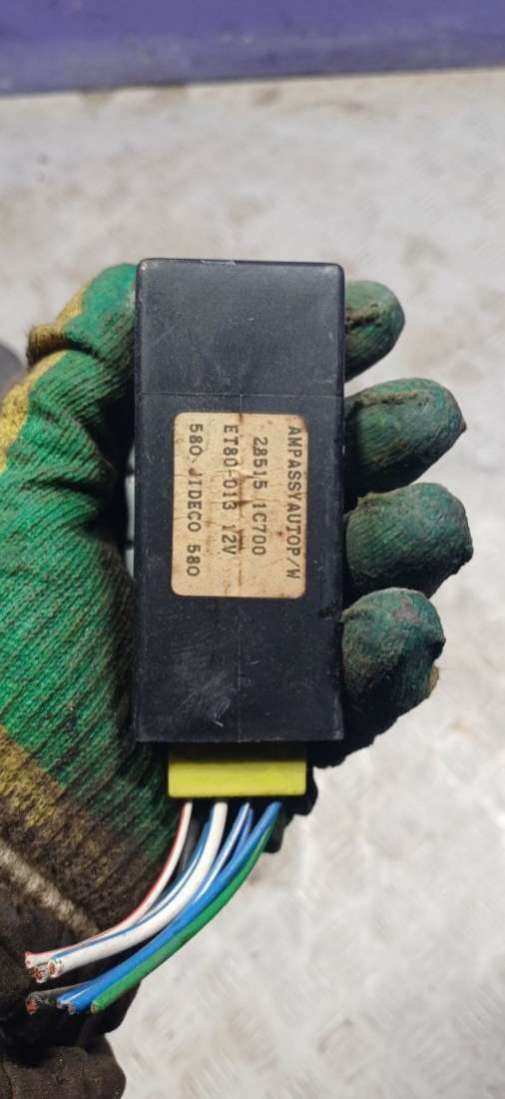 AMPASSYAUTOP/W
28515 1C700
ET80-013 12V
580 JIDECO 580